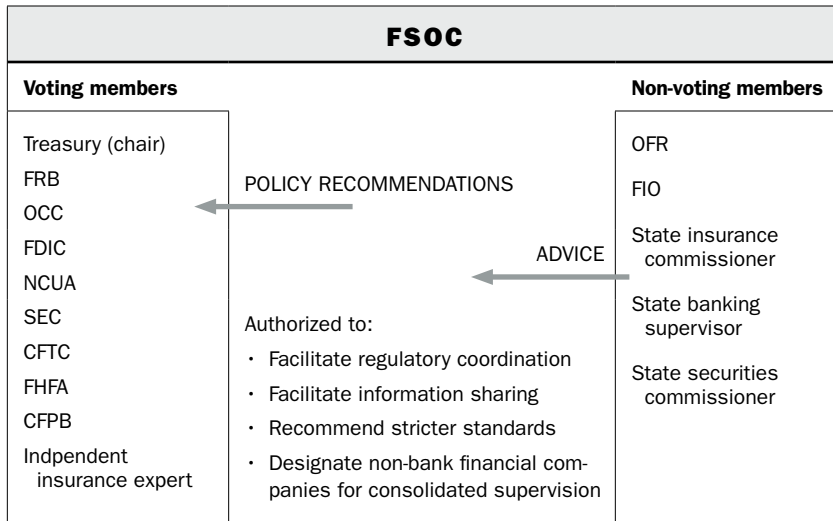 FSOC
Voting members
Treasury (chair)
FRB
OCC
FDIC
NCUA
SEC
CFTC
FHFA
CFPB
Indpendent
insurance expert
POLICY RECOMMENDATIONS
ADVICE
Authorized to:
· Facilitate regulatory coordination
· Facilitate information sharing
· Recommend stricter standards
· Designate non-bank financial com-
panies for consolidated supervision
Non-voting members
OFR
FIO
State insurance
commissioner
State banking
supervisor
State securities
commissioner